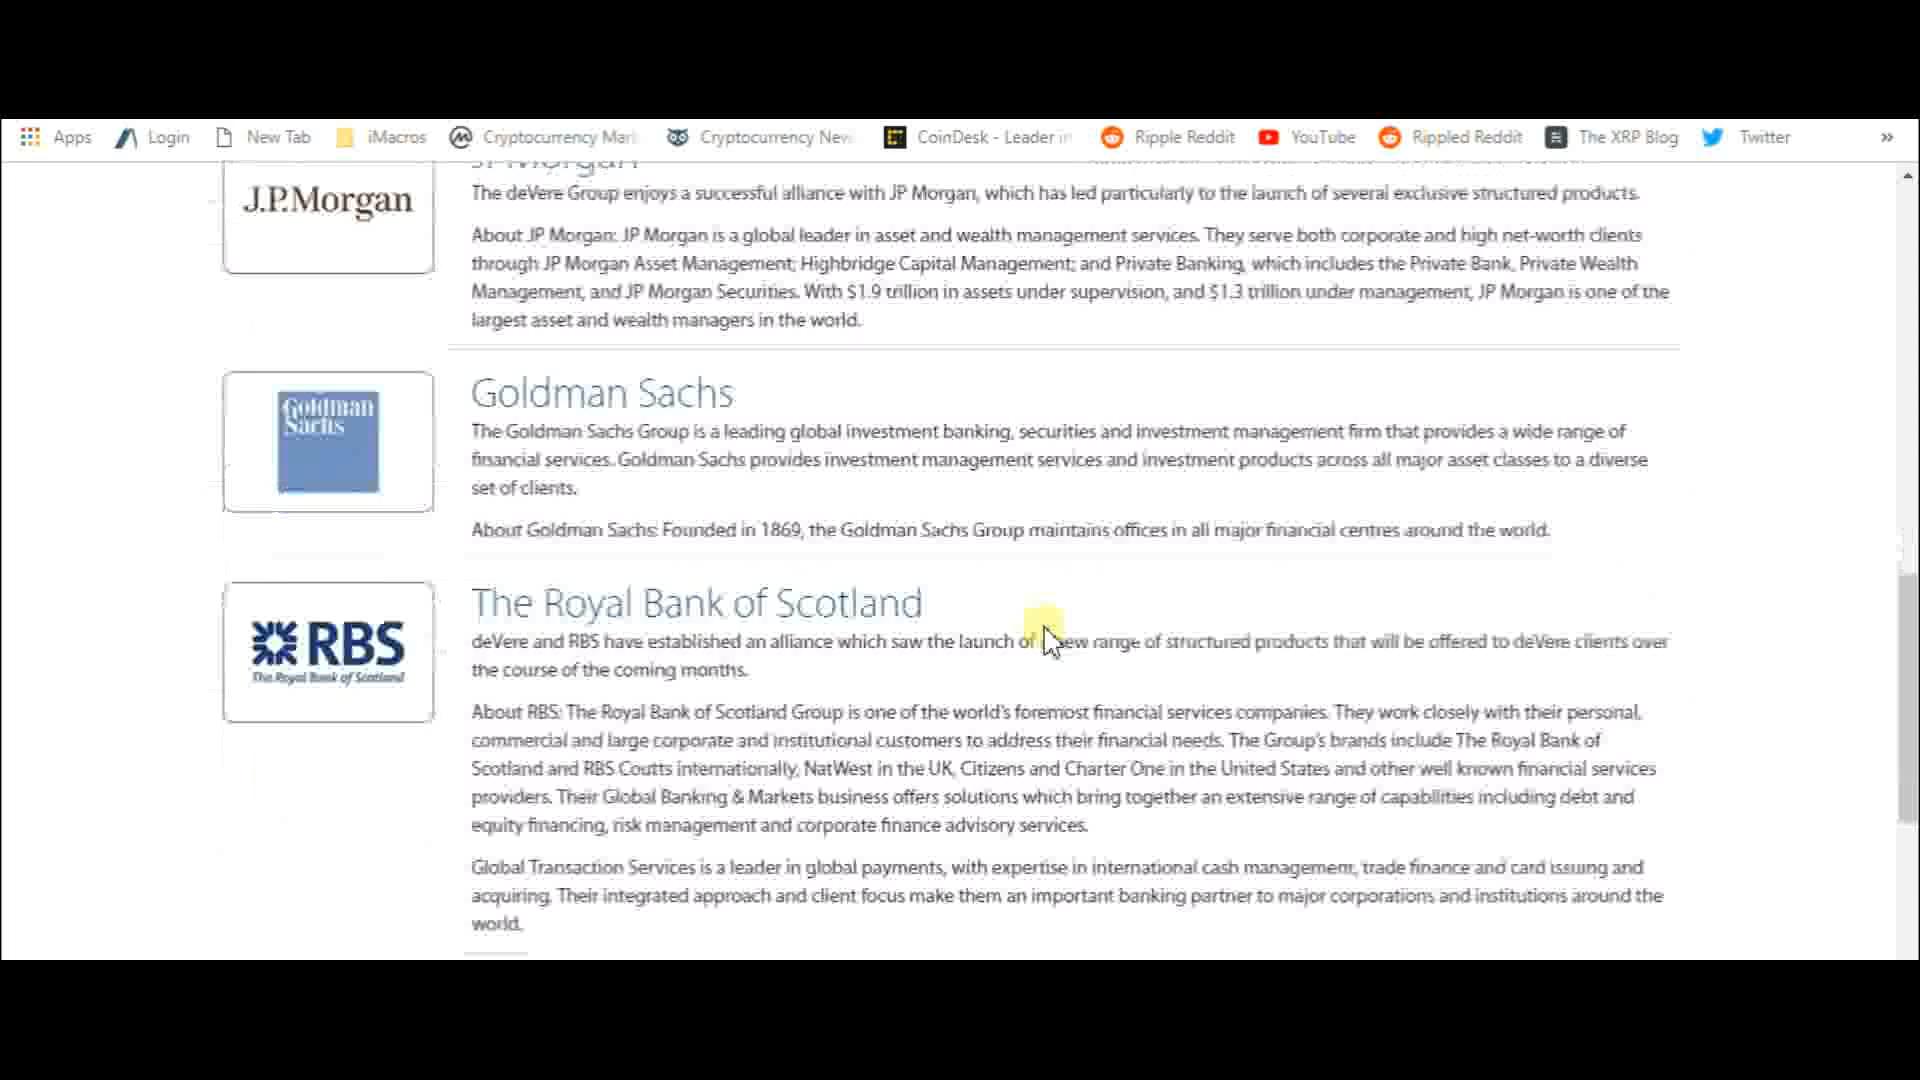 Apps Login New Tab iMacros Cryptocurrency Mark Cryptocurrency New CoinDesk - Leader in Ripple Reddit YouTube Rippled Reddit The XRP Blog Twitter »
JP Morgan
J.P.Morgan
The deVere Group enjoys a successful alliance with JP Morgan, which has led particularly to the launch of several exclusive structured products.
About JP Morgan: JP Morgan is a global leader in asset and wealth management services. They serve both corporate and high net-worth clients
through JP Morgan Asset Management; Highbridge Capital Management; and Private Banking, which includes the Private Bank, Private Wealth
Management, and JP Morgan Securities. With $1.9 trillion in assets under supervision, and $1.3 trillion under management, JP Morgan is one of the
largest asset and wealth managers in the world.
Goldman
Sachs
Goldman Sachs
The Goldman Sachs Group is a leading global investment banking, securities and investment management firm that provides a wide range of
financial services. Goldman Sachs provides investment management services and investment products across all major asset classes to a diverse
set of clients.
About Goldman Sachs: Founded in 1869, the Goldman Sachs Group maintains offices in all major financial centres around the world.
RBS
The Royal Bank of Scotland
The Royal Bank of Scotland
deVere and RBS have established an alliance which saw the launch of new range of structured products that will be offered to deVere clients over
the course of the coming months.
About RBS: The Royal Bank of Scotland Group is one of the world's foremost financial services companies. They work closely with their personal,
commercial and large corporate and institutional customers to address their financial needs. The Group's brands include The Royal Bank of
Scotland and RBS Coutts internationally, NatWest in the UK, Citizens and Charter One in the United States and other well known financial services
providers. Their Global Banking & Markets business offers solutions which bring together an extensive range of capabilities including debt and
equity financing, risk management and corporate finance advisory services.
Global Transaction Services is a leader in global payments, with expertise in international cash management, trade finance and card issuing and
acquiring. Their integrated approach and client focus make them an important banking partner to major corporations and institutions around the
world.